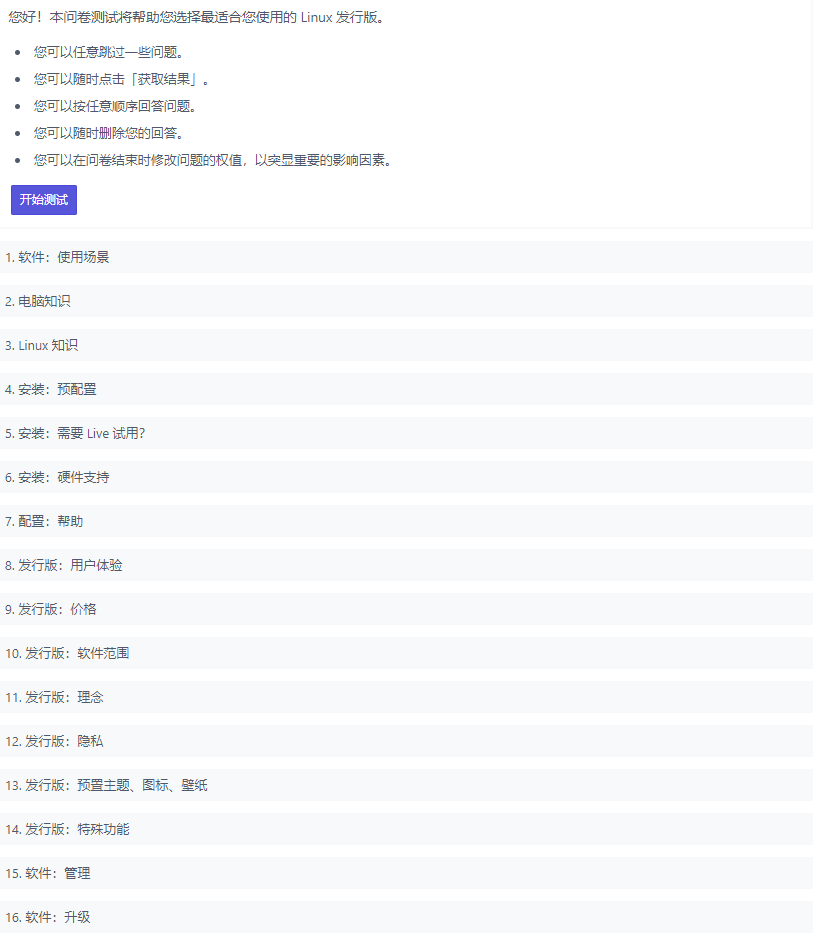 您好！本问卷测试将帮助您选择最适合您使用的 Linux 发行版。
您可以任意跳过一些问题。
您可以随时点击「获取结果」。
您可以按任意顺序回答问题。
您可以随时删除您的回答。
您可以在问卷结束时修改问题的权值，以突显重要的影响因素。
开始测试
1. 软件：使用场景
2. 电脑知识
3. Linux 知识
4. 安装：预配置
5. 安装：需要 Live 试用？
6. 安装：硬件支持
7. 配置：帮助
8. 发行版：用户体验
9. 发行版：价格
10. 发行版：软件范围
11. 发行版：理念
12. 发行版：隐私
13. 发行版：预置主题、图标、壁纸
14. 发行版：特殊功能
15. 软件：管理
16. 软件：升级